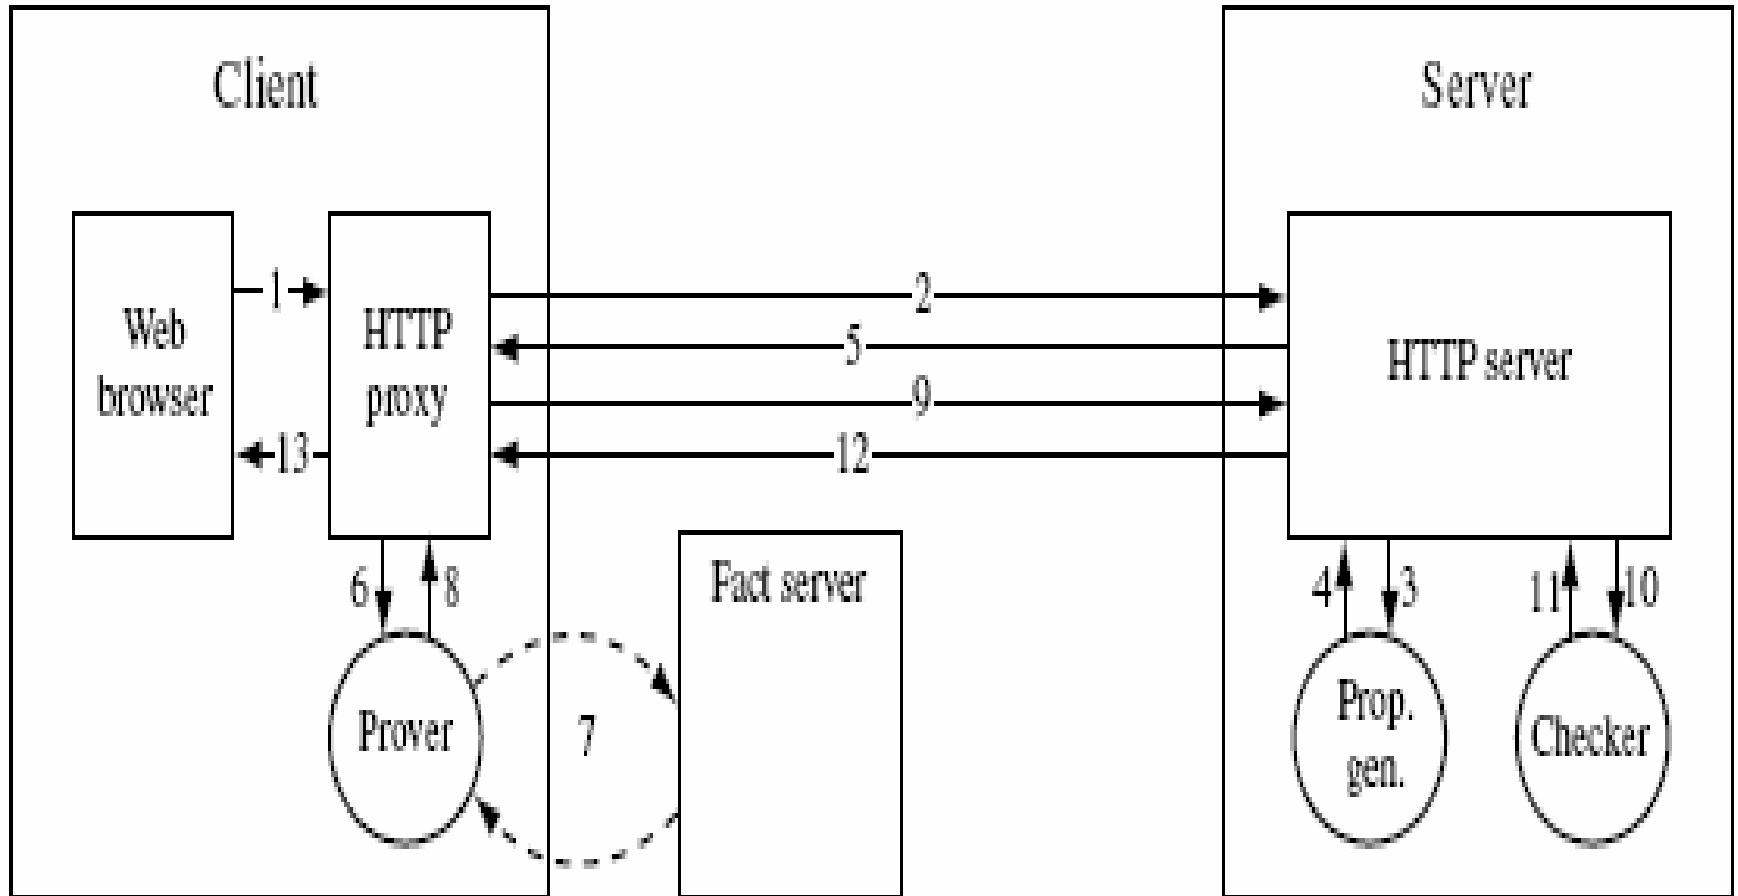 Client
Server
Web
browser
1
13
HTTP
proxy
2
5
9
12
HTTP server
6
8
Fact server
4
3
11
10
Prover
7
Prop.
gen.
Checker